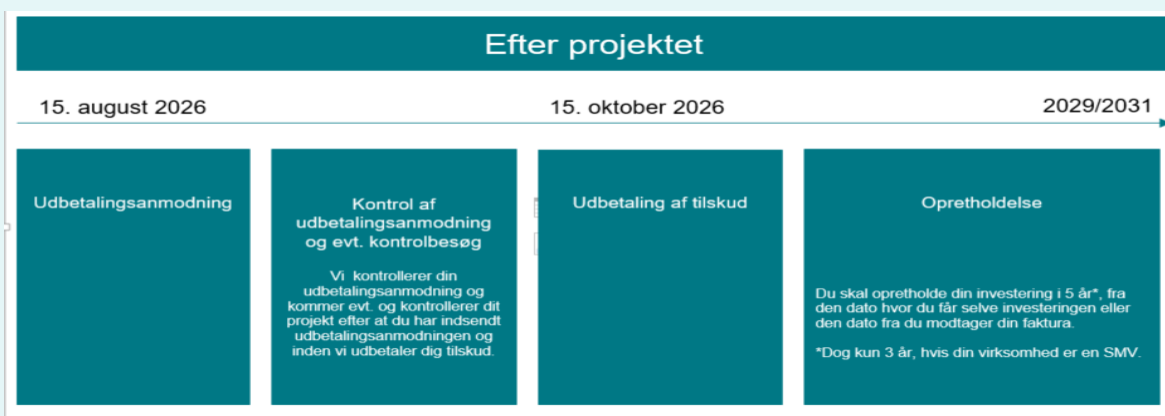 Efter projektet
15. august 2026
15. oktober 2026
2029/2031
Udbetalingsanmodning
Kontrol af
udbetalingsanmodning
og evt. kontrolbesøg
Vi kontrollerer din
udbetalingsanmodning og
kommer evt. og kontrollerer dit
projekt efter at du har indsendt
udbetalingsanmodningen og
inden vi udbetaler dig tilskud.
Udbetaling af tilskud
Opretholdelse
Du skal opretholde din investering i 5 år*, fra
den dato hvor du får selve investeringen eller
den dato fra du modtager din faktura.
*Dog kun 3 år, hvis din virksomhed er en SMV.